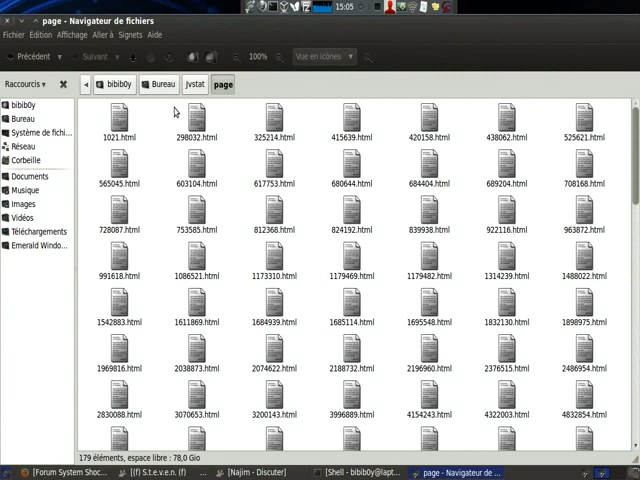 15:05
page - Navigateur de fichiers
Fichier Edition Affichage Aller à Signets Aide
Précédent Suivant 100% Vue en icônes
Raccourcis bibib0y Bureau Jvstat page
bibib0y
Bureau
Système de fichi...
Réseau
Corbeille
Documents
Musique
Images
Vidéos
Téléchargements
Emerald Windo...
1021.html 298032.html 325214.html 415639.html 420158.html 438062.html 525621.html
565045.html 603104.html 617753.html 680644.html 684404.html 689204.html 708168.html
728087.html 753585.html 812368.html 824192.html 839938.html 922116.html 963872.html
991618.html 1086521.html 1173310.html 1179469.html 1179482.html 1314239.html 1488022.html
1542883.html 1611869.html 1684939.html 1685114.html 1695548.html 1832130.html 1898975.html
1969816.html 2038873.html 2074622.html 2188732.html 2196960.html 2376515.html 2486954.html
2830088.html 3070653.html 3200143.html 3996889.html 4154243.html 4322003.html 4832854.html
179 éléments, espace libre : 78,0 Gio
[Forum System Shoc... [(f) S.t.e.v.e.n. (f) ... [Najim - Discuter] [Shell - bibib0y@lapt... page - Navigateur de ...